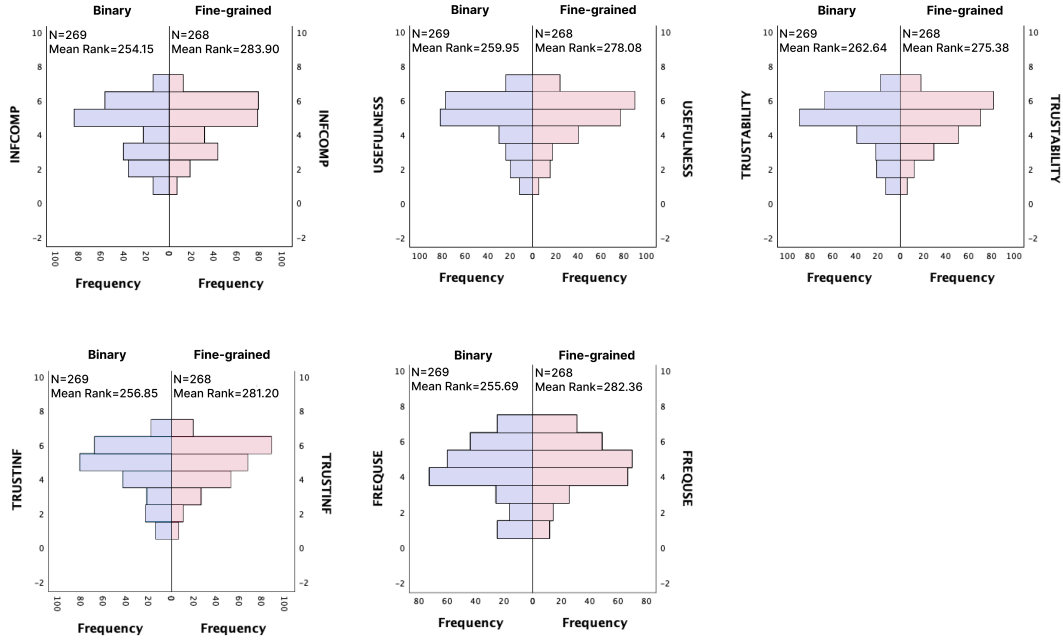 Binary Fine-grained
N=269 N=268
Mean Rank=254.15 Mean Rank=283.90
10 8 6 4 2 0 −2
INFCOMP
10 8 6 4 2 0 −2
INFCOMP
100 80 60 40 20 0 20 40 60 80 100
Frequency Frequency
Binary Fine-grained
N=269 N=268
Mean Rank=259.95 Mean Rank=278.08
10 8 6 4 2 0 −2
USEFULNESS
10 8 6 4 2 0 −2
USEFULNESS
100 80 60 40 20 0 20 40 60 80 100
Frequency Frequency
Binary Fine-grained
N=269 N=268
Mean Rank=262.64 Mean Rank=275.38
10 8 6 4 2 0 −2
TRUSTABILITY
10 8 6 4 2 0 −2
TRUSTABILITY
100 80 60 40 20 0 20 40 60 80 100
Frequency Frequency
Binary Fine-grained
N=269 N=268
Mean Rank=256.85 Mean Rank=281.20
10 8 6 4 2 0 −2
TRUSTINF
10 8 6 4 2 0 −2
TRUSTINF
100 80 60 40 20 0 20 40 60 80 100
Frequency Frequency
Binary Fine-grained
N=269 N=268
Mean Rank=255.69 Mean Rank=282.36
10 8 6 4 2 0 −2
FREQUSE
10 8 6 4 2 0 −2
FREQUSE
80 60 40 20 0 20 40 60 80
Frequency Frequency